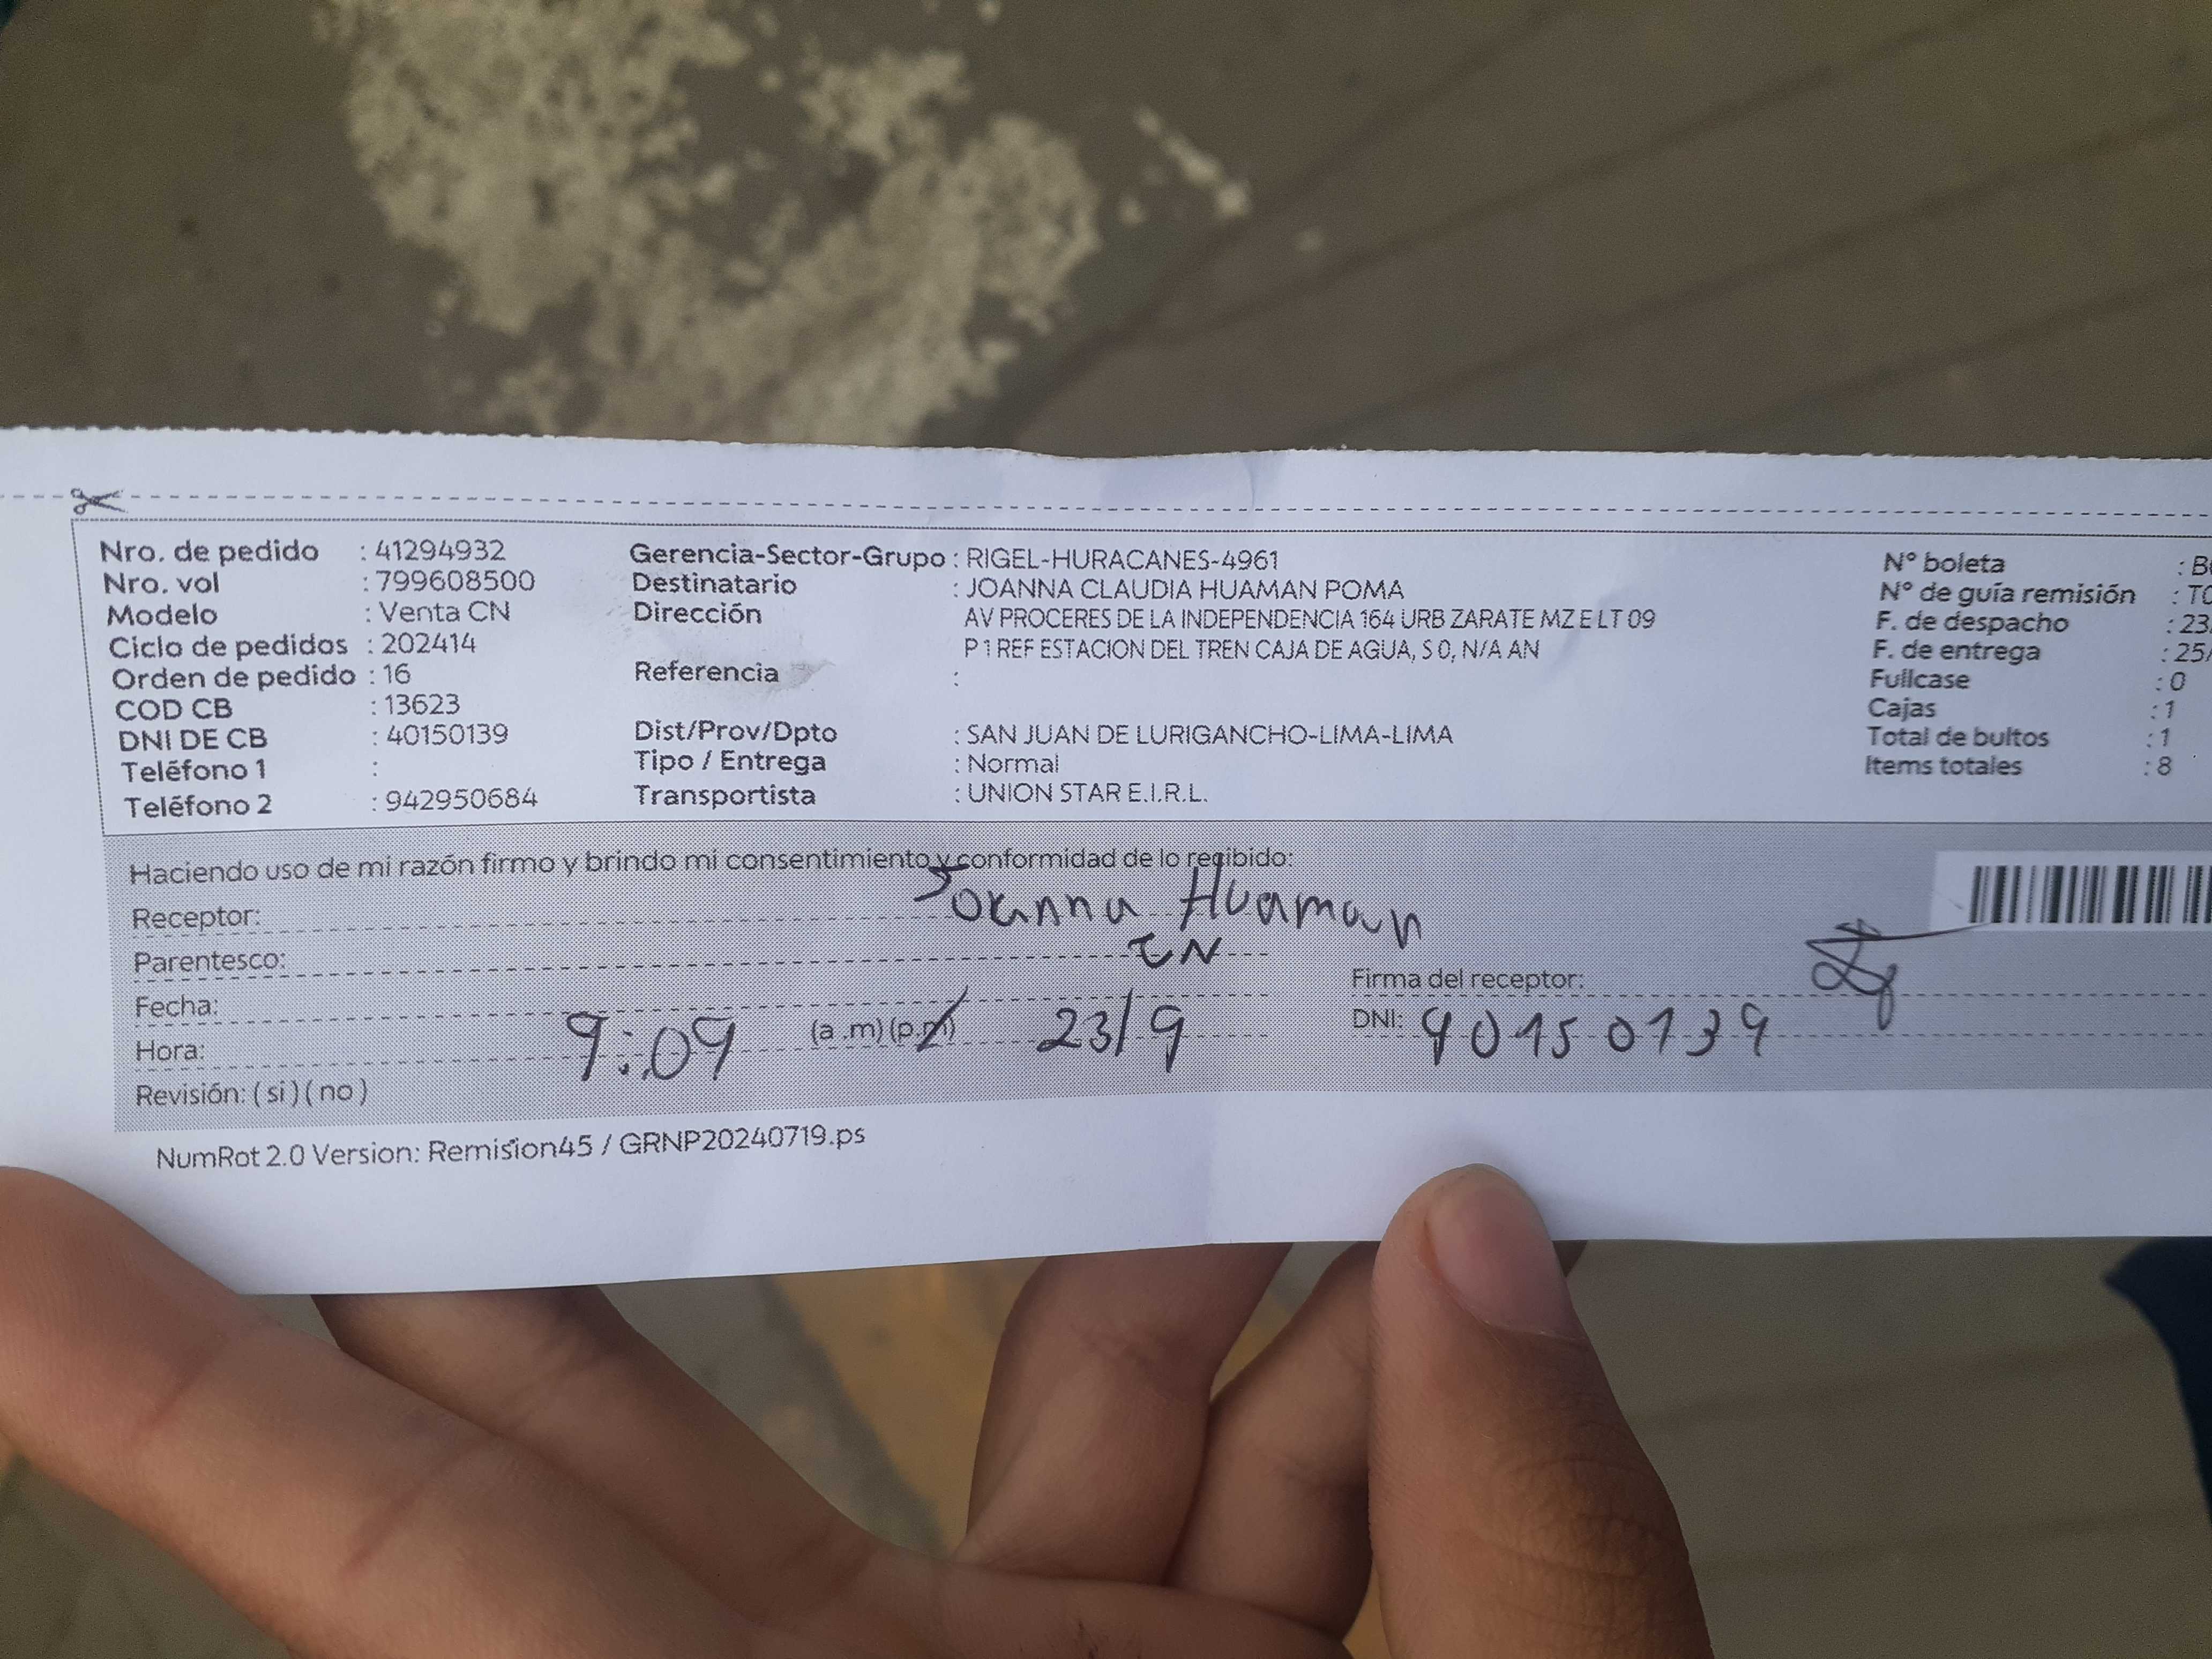 Nro. de pedido : 41294932
Nro. vol : 799608500
Modelo : Venta CN
Ciclo de pedidos : 202414
Orden de pedido : 16
COD CB : 13623
DNI DE CB : 40150139
Teléfono 1 :
Teléfono 2 : 942950684
Gerencia-Sector-Grupo : RIGEL-HURACANES-4961
Destinatario : JOANNA CLAUDIA HUAMAN POMA
Dirección AV PROCERES DE LA INDEPENDENCIA 164 URB ZARATE MZ E LT 09
P 1 REF ESTACION DEL TREN CAJA DE AGUA, S 0, N/A AN
Referencia :
Dist/Prov/Dpto : SAN JUAN DE LURIGANCHO-LIMA-LIMA
Tipo / Entrega : Normal
Transportista : UNION STAR E.I.R.L.
N° boleta : B
N° de guía remisión : T
F. de despacho : 23
F. de entrega : 25/
Fullcase : 0
Cajas : 1
Total de bultos : 1
Items totales : 8
Haciendo uso de mi razón firmo y brindo mi consentimiento y conformidad de lo recibido:
Receptor: Joanna Huaman
Parentesco: CN
Fecha:
Hora: 9:09 (a .m) (p.m) 23/9
Revisión: ( si ) ( no )
Firma del receptor:
DNI: 40150139
NumRot 2.0 Version: Remision45 / GRNP20240719.ps